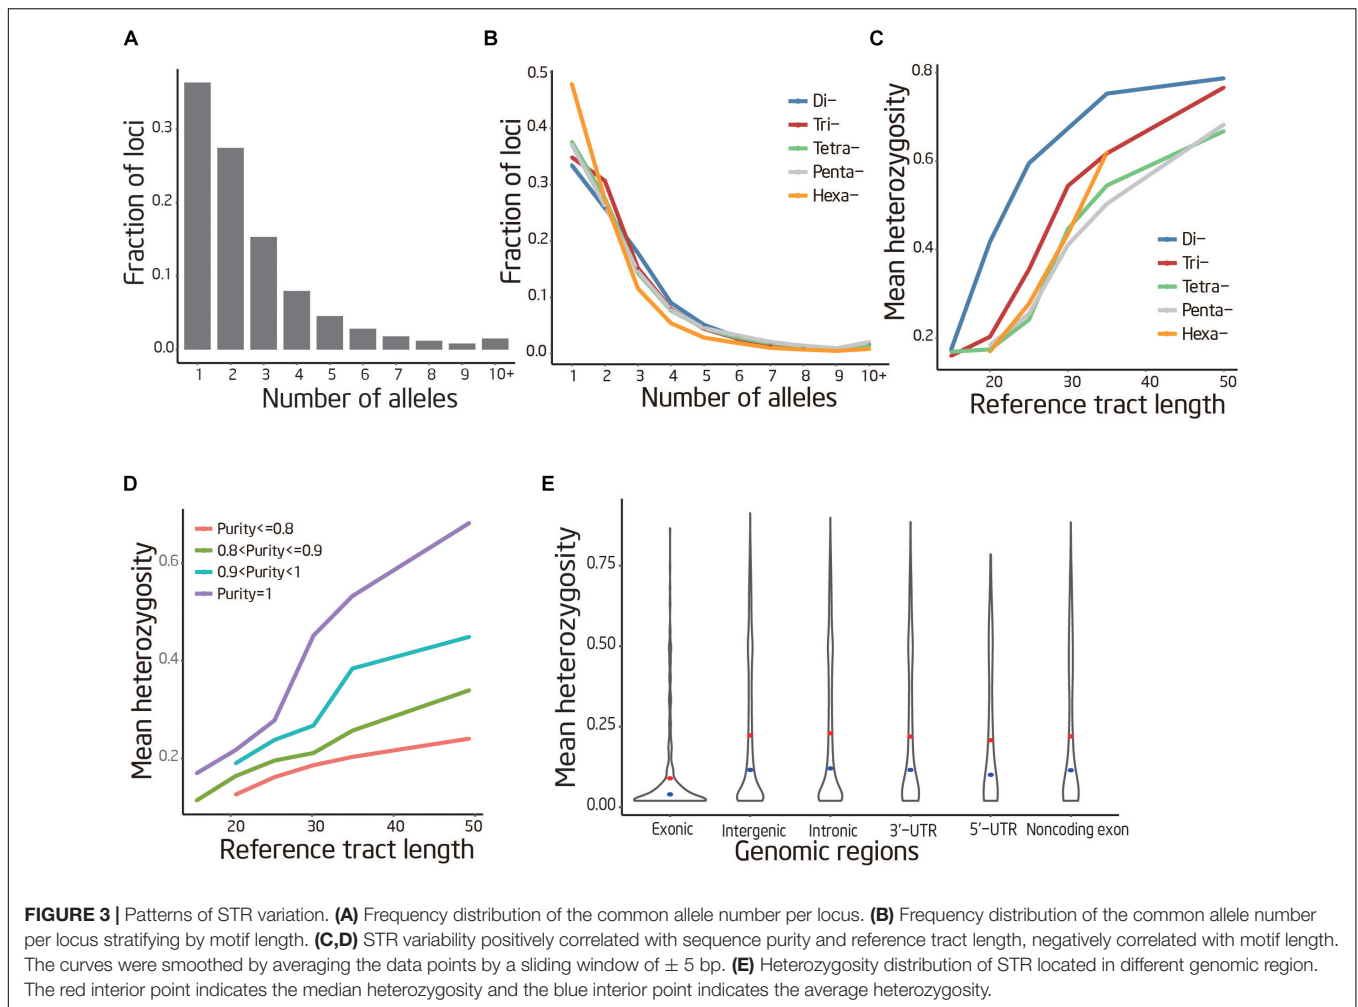 A
Fraction of loci
0.3
0.2
0.1
0.0
1 2 3 4 5 6 7 8 9 10+
Number of alleles
B
Fraction of loci
0.5
0.4
0.3
0.2
0.1
0.0
Di−
Tri−
Tetra−
Penta−
Hexa−
1 2 3 4 5 6 7 8 9 10+
Number of alleles
C
Mean heterozygosity
0.8
0.6
0.4
0.2
Di−
Tri−
Tetra−
Penta−
Hexa−
20 30 40 50
Reference tract length
D
Mean heterozygosity
0.6
0.4
0.2
Purity<=0.8
0.8<Purity<=0.9
0.9<Purity<1
Purity=1
20 30 40 50
Reference tract length
E
Mean heterozygosity
0.75
0.50
0.25
0.00
Exonic Intergenic Intronic 3'−UTR 5'−UTR Noncoding exon
Genomic regions
FIGURE 3 | Patterns of STR variation. (A) Frequency distribution of the common allele number per locus. (B) Frequency distribution of the common allele number
per locus stratifying by motif length. (C,D) STR variability positively correlated with sequence purity and reference tract length, negatively correlated with motif length.
The curves were smoothed by averaging the data points by a sliding window of ± 5 bp. (E) Heterozygosity distribution of STR located in different genomic region.
The red interior point indicates the median heterozygosity and the blue interior point indicates the average heterozygosity.